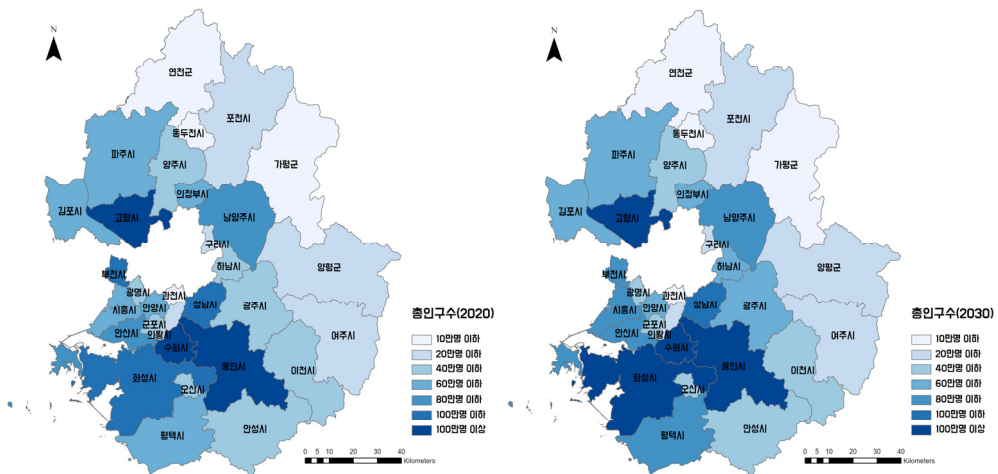 N
연천군
포천시
동두천시
가평군
파주시
양주시
의정부시
김포시
고양시
남양주시
구리시
하남시
양평군
부천시
광명시
과천시
시흥시
안양시
성남시
광주시
군포시
안산시
의왕시
수원시
여주시
화성시
용인시
이천시
오산시
평택시
안성시
총인구수(2020)
10만명 이하
20만명 이하
40만명 이하
60만명 이하
80만명 이하
100만명 이하
100만명 이상
0 5 10 20 30 40
Kilometers
N
연천군
포천시
동두천시
가평군
파주시
양주시
의정부시
김포시
고양시
남양주시
구리시
하남시
양평군
부천시
광명시
과천시
시흥시
안양시
성남시
광주시
군포시
안산시
의왕시
수원시
여주시
화성시
용인시
이천시
오산시
평택시
안성시
총인구수(2030)
10만명 이하
20만명 이하
40만명 이하
60만명 이하
80만명 이하
100만명 이하
100만명 이상
0 5 10 20 30 40
Kilometers